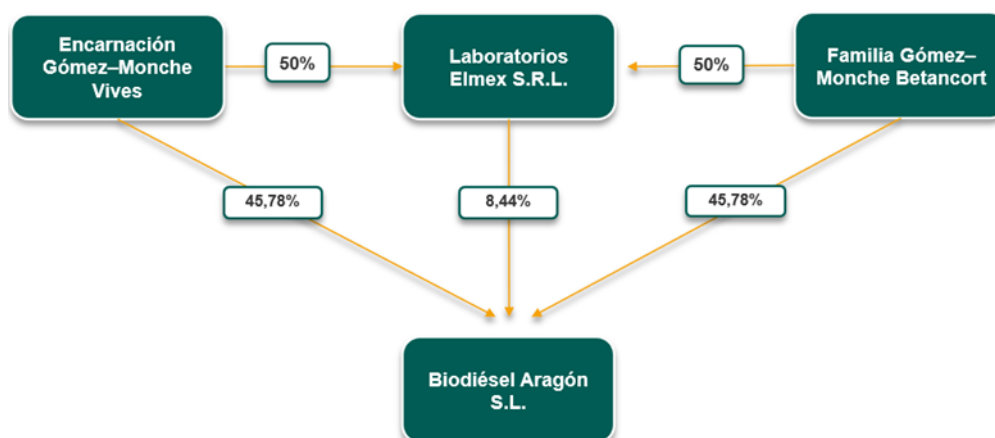 Encarnación
Gómez–Monche
Vives
50%
Laboratorios
Elmex S.R.L.
50%
Familia Gómez–
Monche Betancort
45,78%
8,44%
45,78%
Biodiésel Aragón
S.L.